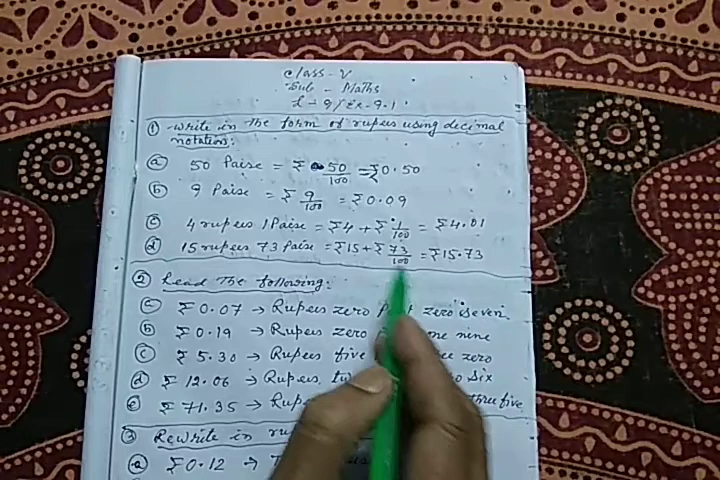 Class - V
Sub - Maths
L - 9 / Ex - 9.1
① Write in the form of rupees using decimal
notation:
ⓐ 50 Paise = ₹ 50/100 = ₹0.50
ⓑ 9 Paise = ₹ 9/100 = ₹0.09
ⓒ 4 rupees 1 Paise = ₹4 + ₹ 1/100 = ₹4.01
ⓓ 15 rupees 73 Paise = ₹15 + ₹ 73/100 = ₹15.73
② Read The following:
ⓐ ₹0.07 → Rupees zero zero seven
ⓑ ₹0.19 → Rupees zero one nine
ⓒ ₹5.30 → Rupees five zero
ⓓ ₹12.06 → Rupees Six
ⓔ ₹71.35 → three five
③ Rewrite in
ⓐ ₹0.12 →